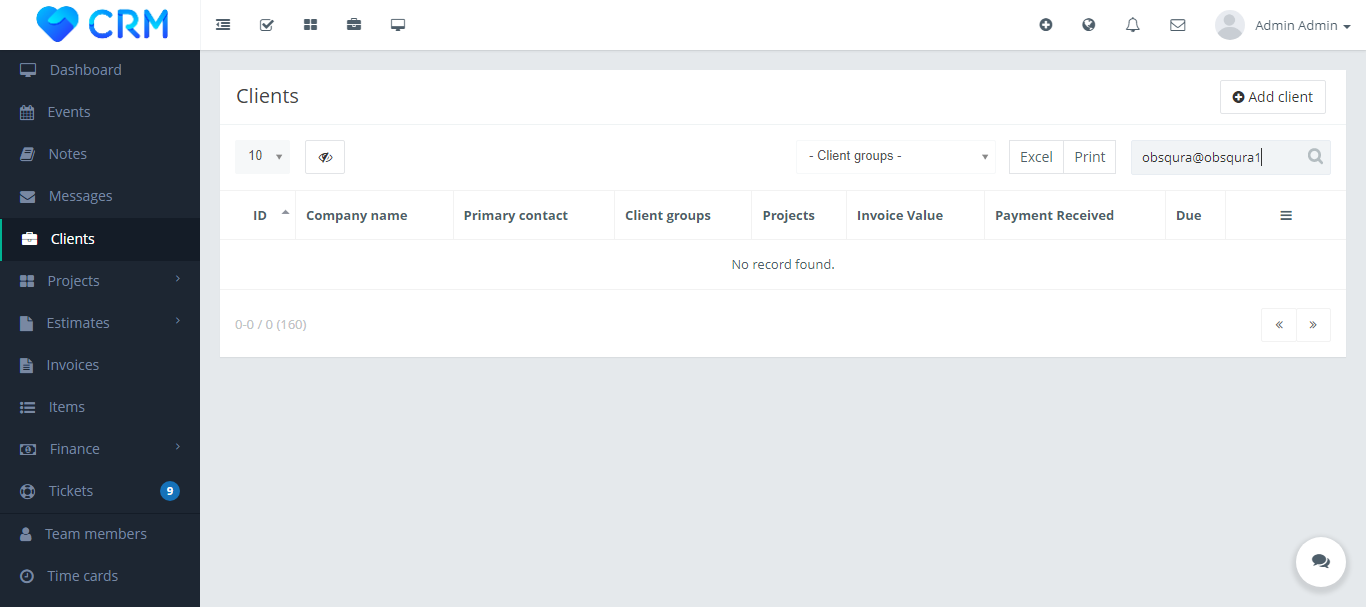 CRM
Admin Admin
Dashboard
Events
Notes
Messages
Clients
Projects
Estimates
Invoices
Items
Finance
Tickets 9
Team members
Time cards
Clients
Add client
10
- Client groups -
Excel Print
obsqura@obsqura1
ID Company name Primary contact Client groups Projects Invoice Value Payment Received Due
No record found.
0-0 / 0 (160)
« »